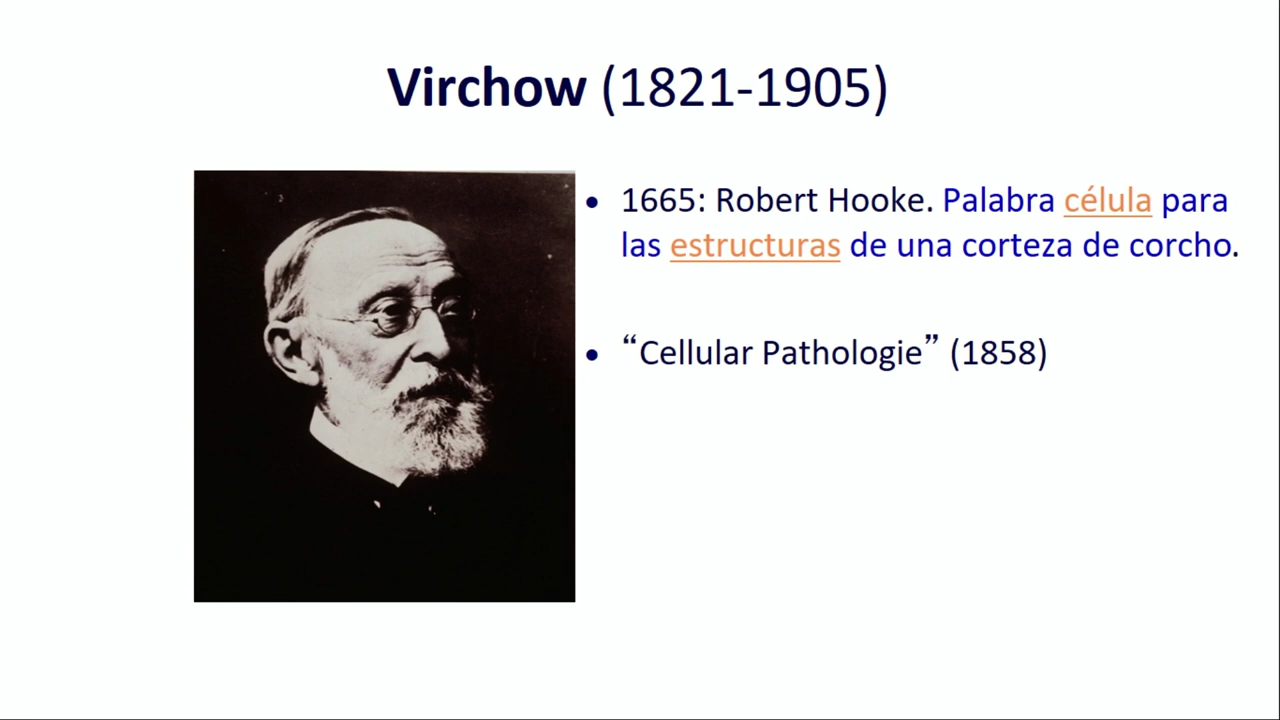 Virchow (1821-1905)
• 1665: Robert Hooke. Palabra célula para
las estructuras de una corteza de corcho.
• “Cellular Pathologie” (1858)